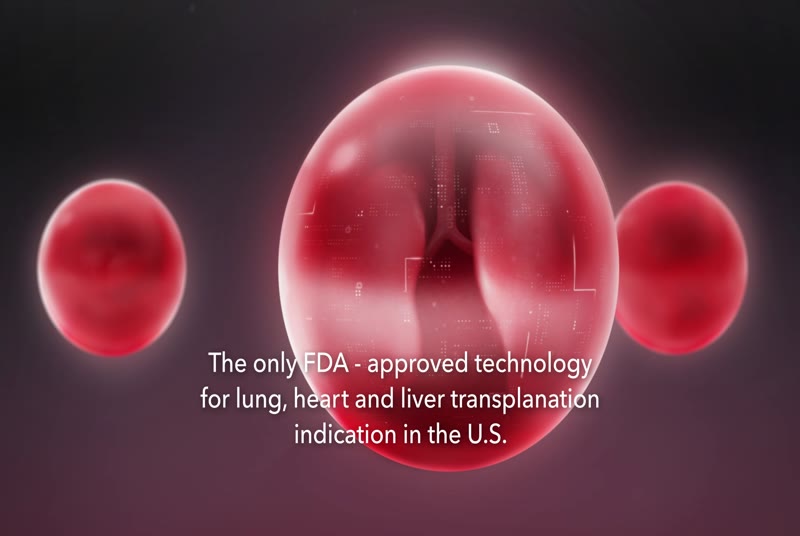 The only FDA - approved technology
for lung, heart and liver transplanation
indication in the U.S.